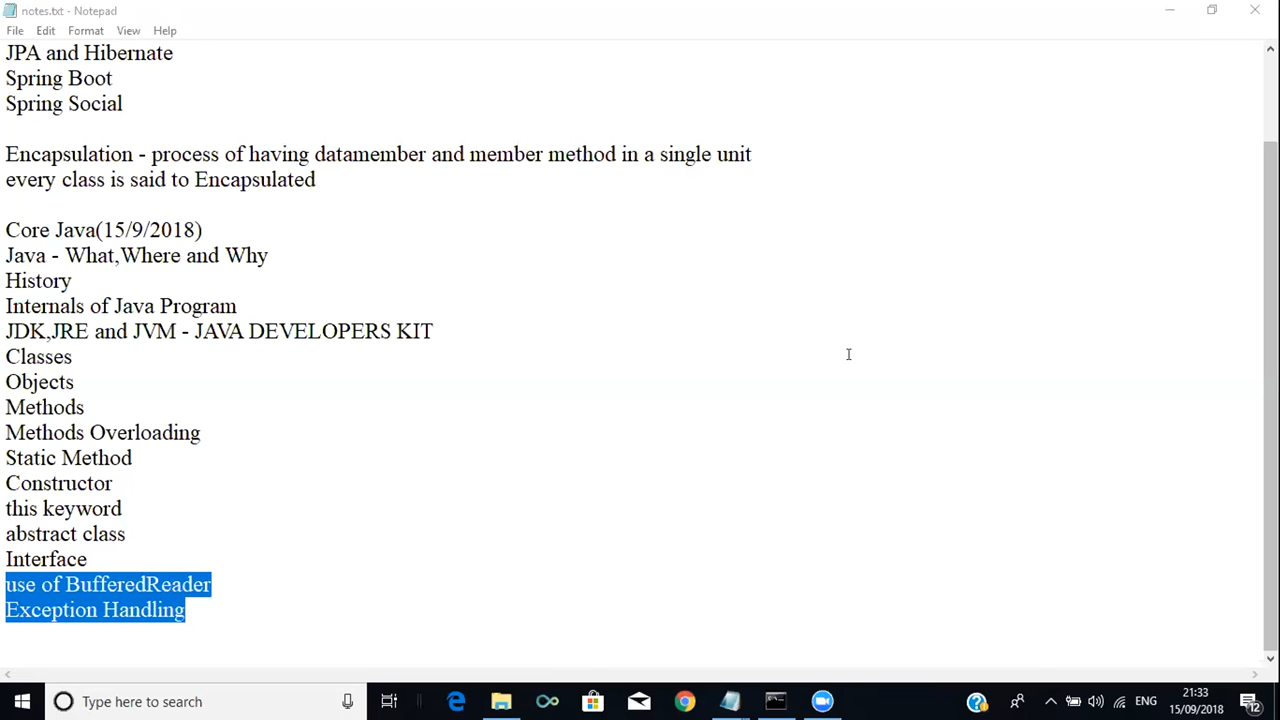 notes.txt - Notepad
File Edit Format View Help
JPA and Hibernate
Spring Boot
Spring Social
Encapsulation - process of having datamember and member method in a single unit
every class is said to Encapsulated
Core Java(15/9/2018)
Java - What,Where and Why
History
Internals of Java Program
JDK,JRE and JVM - JAVA DEVELOPERS KIT
Classes
Objects
Methods
Methods Overloading
Static Method
Constructor
this keyword
abstract class
Interface
use of BufferedReader
Exception Handling
Type here to search
ENG
21:33
15/09/2018
12